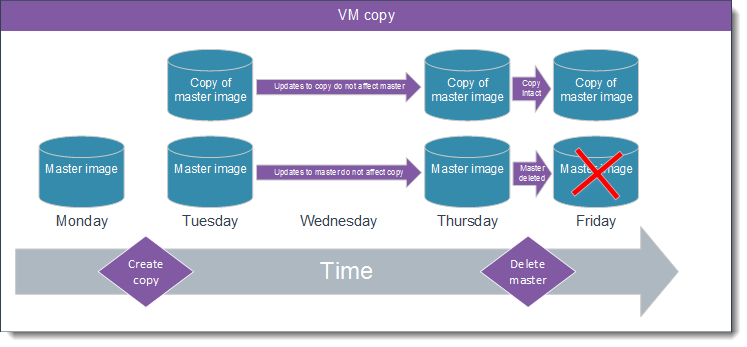 VM copy
Copy of
master image
Updates to copy do not affect master
Copy of
master image
Copy
Intact
Copy of
master image
Master image
Master image
Updates to master do not affect copy
Master image
Master
deleted
Master image
Monday
Tuesday
Wednesday
Thursday
Friday
Create
copy
Time
Delete
master